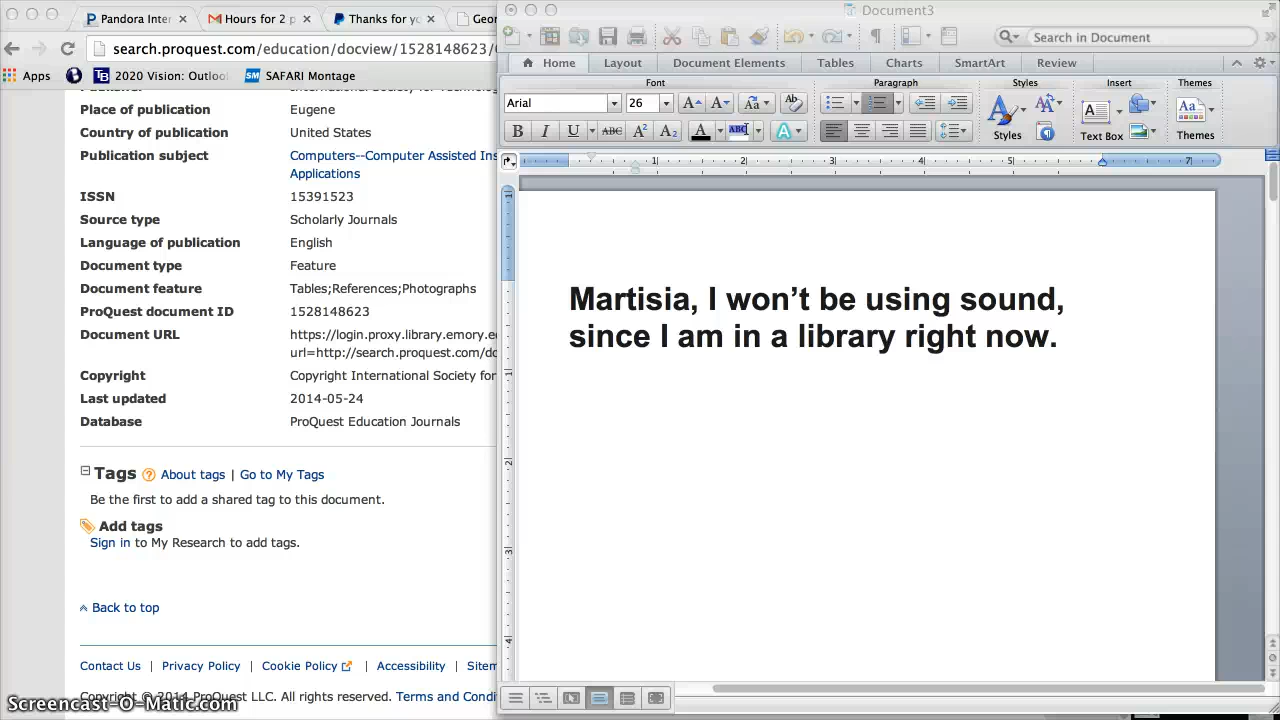 Pandora Inter
Hours for 2 p
Thanks for yo
Geor
search.proquest.com/education/docview/1528148623/
Apps
2020 Vision: Outloo
SAFARI Montage
Place of publication Eugene
Country of publication United States
Publication subject Computers--Computer Assisted Ins
Applications
ISSN 15391523
Source type Scholarly Journals
Language of publication English
Document type Feature
Document feature Tables;References;Photographs
ProQuest document ID 1528148623
Document URL https://login.proxy.library.emory.e
url=http://search.proquest.com/do
Copyright Copyright International Society for
Last updated 2014-05-24
Database ProQuest Education Journals
Tags ? About tags | Go to My Tags
Be the first to add a shared tag to this document.
Add tags
Sign in to My Research to add tags.
Back to top
Contact Us | Privacy Policy | Cookie Policy | Accessibility | Sitem
Copyright © 2014 ProQuest LLC. All rights reserved. Terms and Condi
Screencast-O-Matic.com
Document3
Search in Document
Home Layout Document Elements Tables Charts SmartArt Review
Font Paragraph Styles Insert Themes
Arial 26
Styles Text Box Themes
Martisia, I won’t be using sound,
since I am in a library right now.